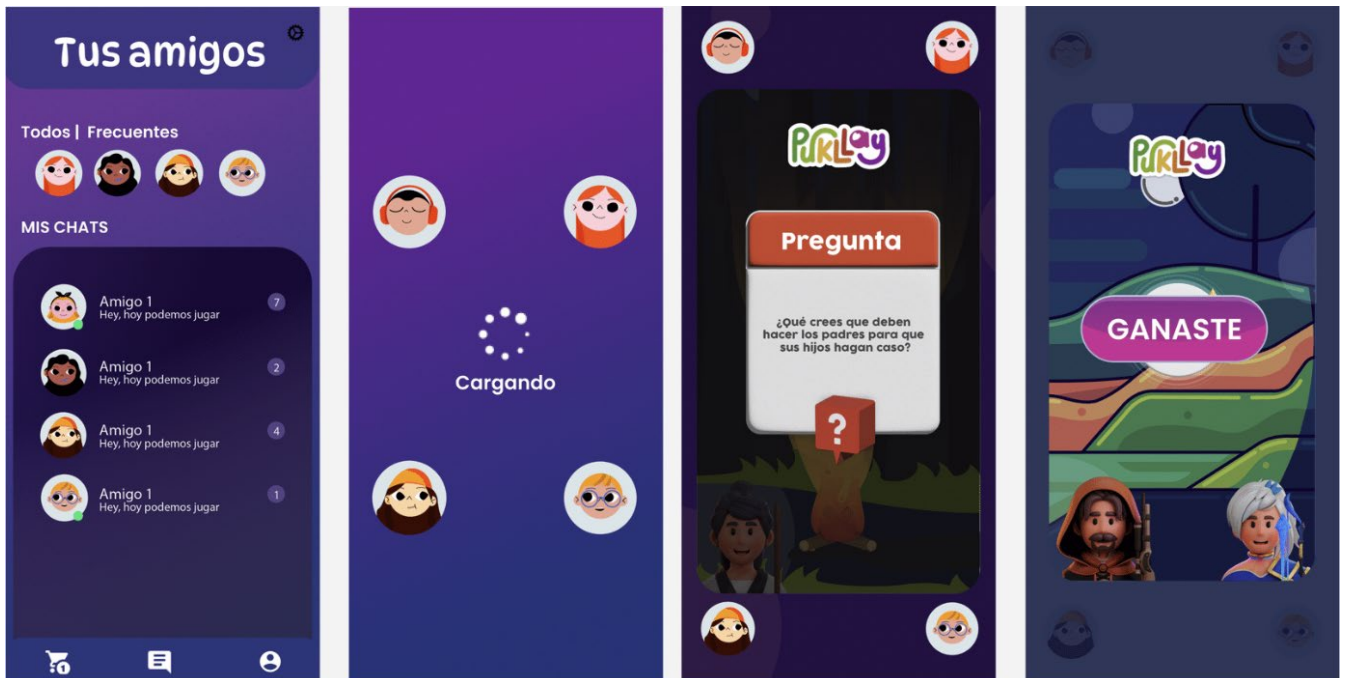 Tus amigos
Todos | Frecuentes
MIS CHATS
Amigo 1
Hey, hoy podemos jugar
7
Amigo 1
Hey, hoy podemos jugar
2
Amigo 1
Hey, hoy podemos jugar
4
Amigo 1
Hey, hoy podemos jugar
1
1
Cargando
Pukllay
Pregunta
¿Qué crees que deben
hacer los padres para que
sus hijos hagan caso?
?
Pukllay
GANASTE